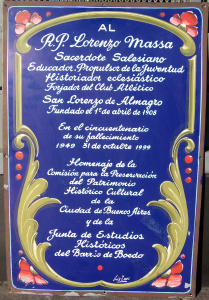 AL
R.P. Lorenzo Massa
Sacerdote Salesiano
Educador, Propulsor de la Juventud
Historiador eclesiástico
Forjador del Club Atlético
San Lorenzo de Almagro
Fundado en 1º de abril de 1908
En el cincuentenario
de su fallecimiento
1949 31 de octubre 1999
Homenaje de la
Comisión para la Preservación
del Patrimonio
Histórico Cultural
de la
Ciudad de Buenos Aires
y de la
Junta de Estudios
Históricos
del Barrio de Boedo